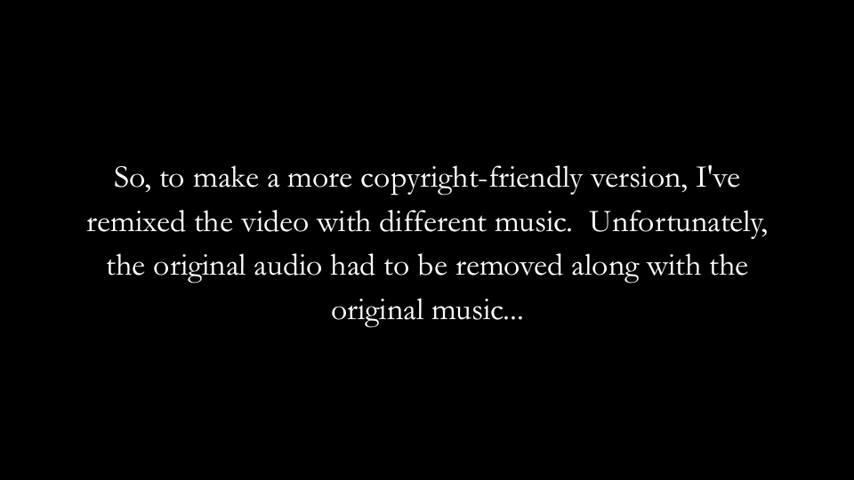 So, to make a more copyright-friendly version, I've
remixed the video with different music.  Unfortunately,
the original audio had to be removed along with the
original music...